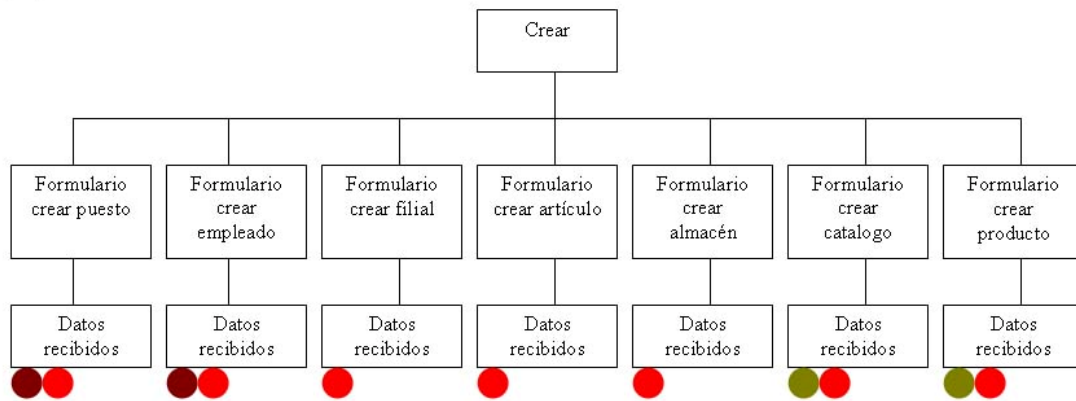 Crear
Formulario
crear puesto
Formulario
crear
empleado
Formulario
crear filial
Formulario
crear artículo
Formulario
crear
almacén
Formulario
crear
catalogo
Formulario
crear
producto
Datos
recibidos
Datos
recibidos
Datos
recibidos
Datos
recibidos
Datos
recibidos
Datos
recibidos
Datos
recibidos